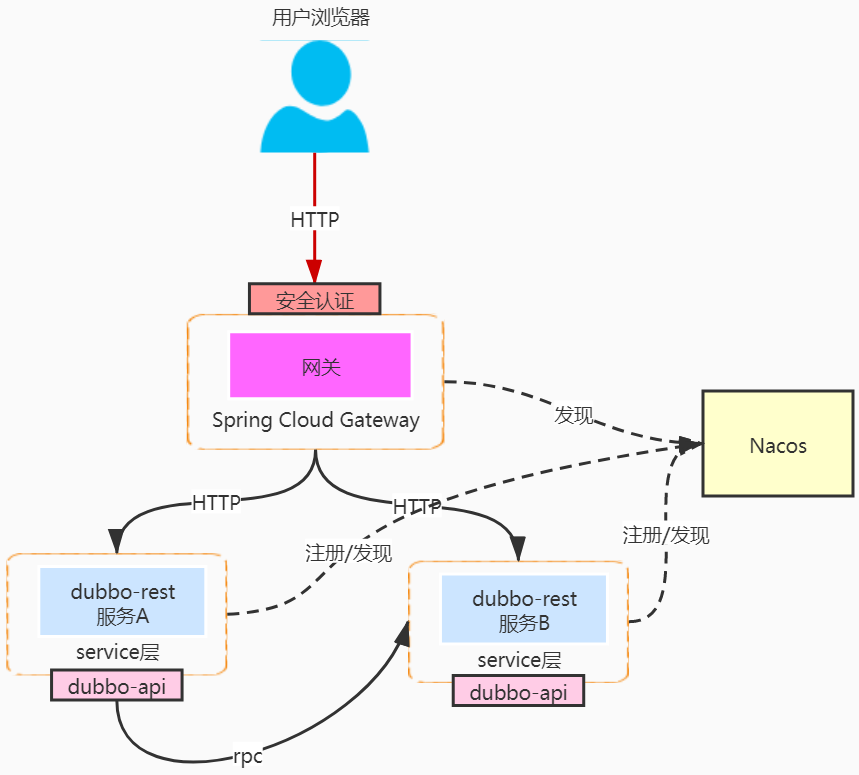 用户浏览器
HTTP
安全认证
网关
Spring Cloud Gateway
发现
Nacos
HTTP
HTTP
注册/发现
注册/发现
dubbo-rest
服务A
service层
dubbo-api
dubbo-rest
服务B
service层
dubbo-api
rpc